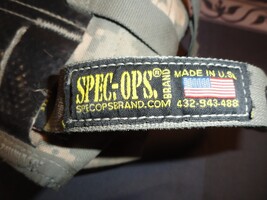 SPEC-OPS.®
BRAND
MADE IN U.S.
SPECOPSBRAND.COM
432-943-488